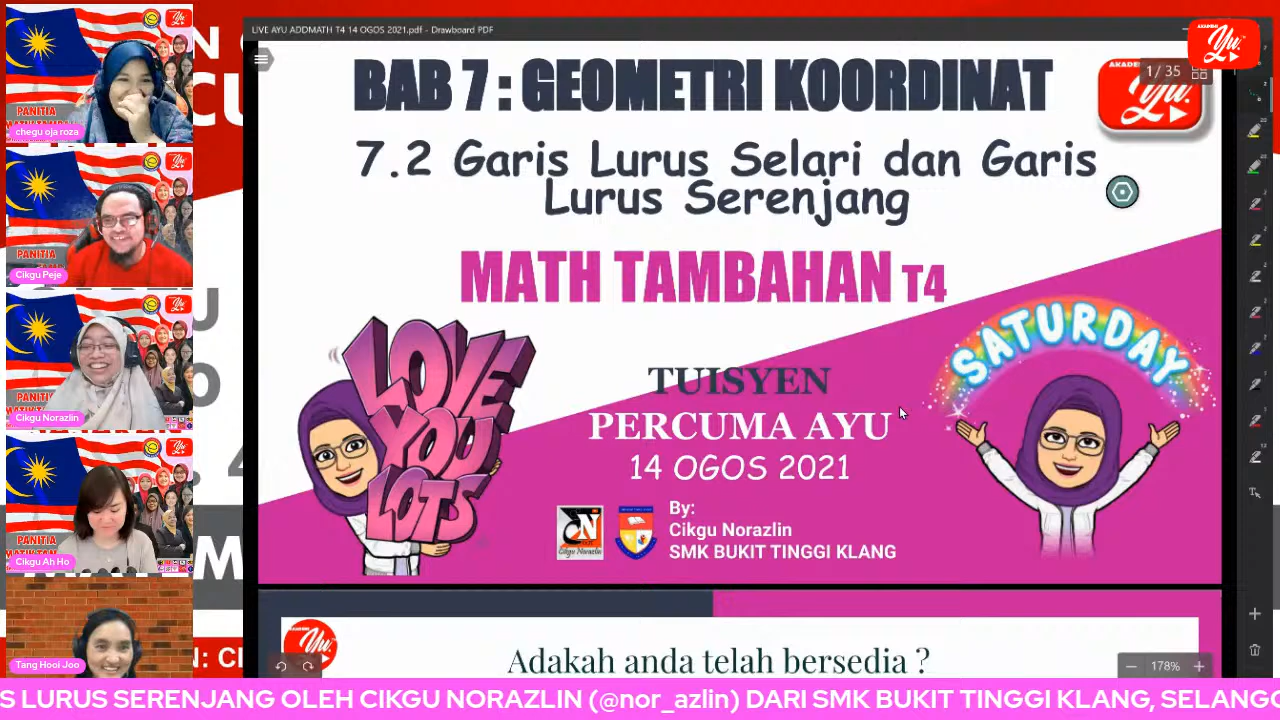 LIVE AYU ADDMATH T4 14 OGOS 2021.pdf - Drawboard PDF
1/35
BAB 7 : GEOMETRI KOORDINAT
7.2 Garis Lurus Selari dan Garis
Lurus Serenjang
MATH TAMBAHAN T4
LOVE
YOU
LOTS
SATURDAY
TUISYEN
PERCUMA AYU
14 OGOS 2021
By:
Cikgu Norazlin
SMK BUKIT TINGGI KLANG
Adakah anda telah bersedia ?
178%
chegu oja roza
PANITIA
Cikgu Peje
PANITIA
Cikgu Norazlin
PANITIA
Cikgu Ah Ho
Tang Hooi Joo
S LURUS SERENJANG OLEH CIKGU NORAZLIN (@nor_azlin) DARI SMK BUKIT TINGGI KLANG, SELANGO